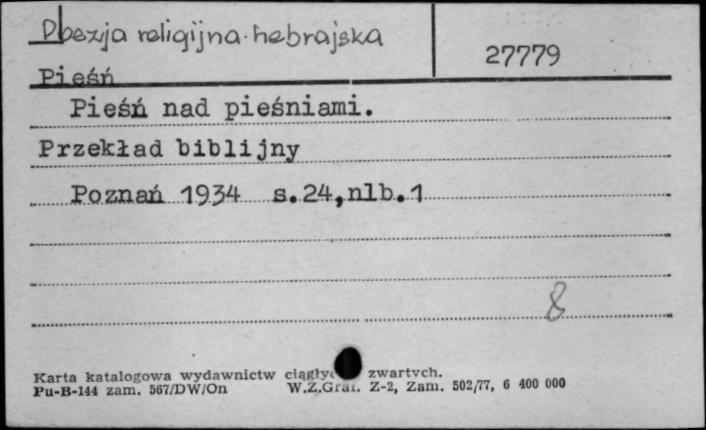 Poezja religijna-hebrajska
27779
Pieśń
Pieśń nad pieśniami.
Przekład biblijny
Poznań 1934 s.24,nlb.1
8
Karta katalogowa wydawnictw zwartych.
Pu-B-144 zam. 567/DW/On W.Z.Graf. Z-2, Zam. 502/77, 6 400 000